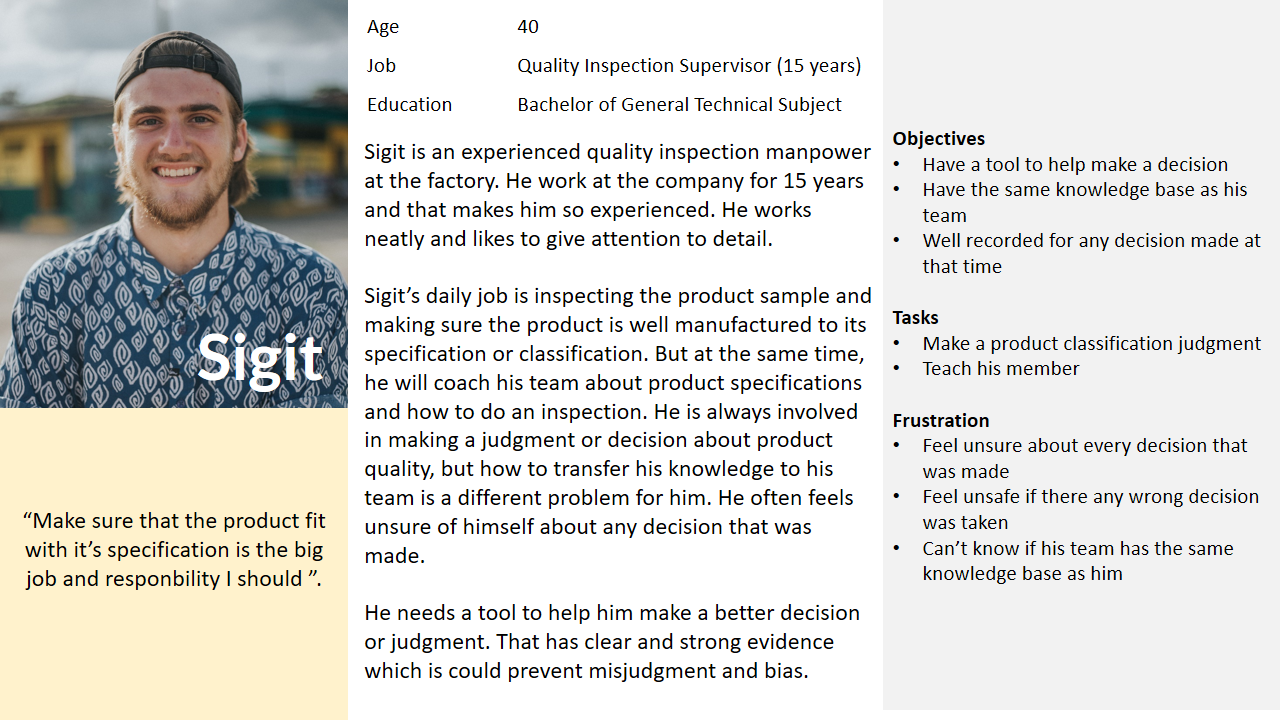 Sigit
“Make sure that the product fit
with it’s specification is the big
job and responbility I should ”.
Age 40
Job Quality Inspection Supervisor (15 years)
Education Bachelor of General Technical Subject
Sigit is an experienced quality inspection manpower
at the factory. He work at the company for 15 years
and that makes him so experienced. He works
neatly and likes to give attention to detail.
Sigit’s daily job is inspecting the product sample and
making sure the product is well manufactured to its
specification or classification. But at the same time,
he will coach his team about product specifications
and how to do an inspection. He is always involved
in making a judgment or decision about product
quality, but how to transfer his knowledge to his
team is a different problem for him. He often feels
unsure of himself about any decision that was
made.
He needs a tool to help him make a better decision
or judgment. That has clear and strong evidence
which is could prevent misjudgment and bias.
Objectives
• Have a tool to help make a decision
• Have the same knowledge base as his
team
• Well recorded for any decision made at
that time
Tasks
• Make a product classification judgment
• Teach his member
Frustration
• Feel unsure about every decision that
was made
• Feel unsafe if there any wrong decision
was taken
• Can’t know if his team has the same
knowledge base as him